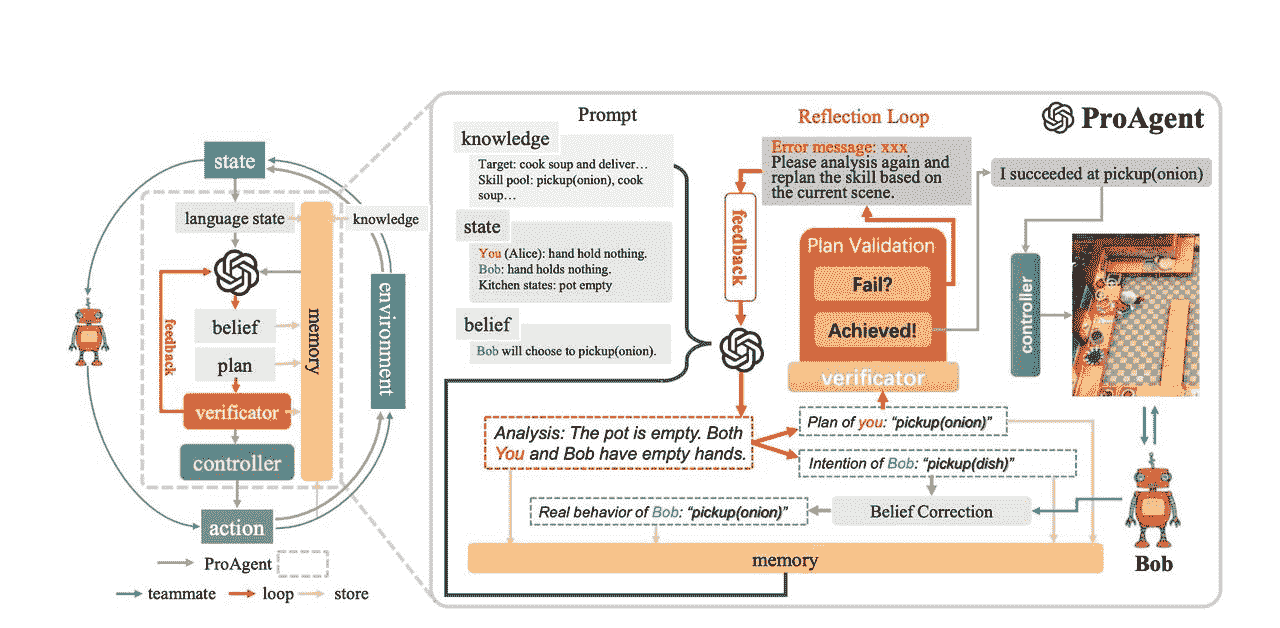 state
language state
knowledge
feedback
belief
plan
verificator
controller
memory
environment
action
ProAgent
teammate
loop
store
Prompt
knowledge
Target: cook soup and deliver…
Skill pool: pickup(onion), cook
soup…
state
You (Alice): hand hold nothing.
Bob: hand holds nothing.
Kitchen states: pot empty
belief
Bob will choose to pickup(onion).
Reflection Loop
Error message: xxx
Please analysis again and
replan the skill based on
the current scene.
feedback
Plan Validation
Fail?
Achieved!
verificator
ProAgent
I succeeded at pickup(onion)
controller
Analysis: The pot is empty. Both
You and Bob have empty hands.
Plan of you: “pickup(onion)”
Intention of Bob: “pickup(dish)”
Real behavior of Bob: “pickup(onion)”
Belief Correction
memory
Bob